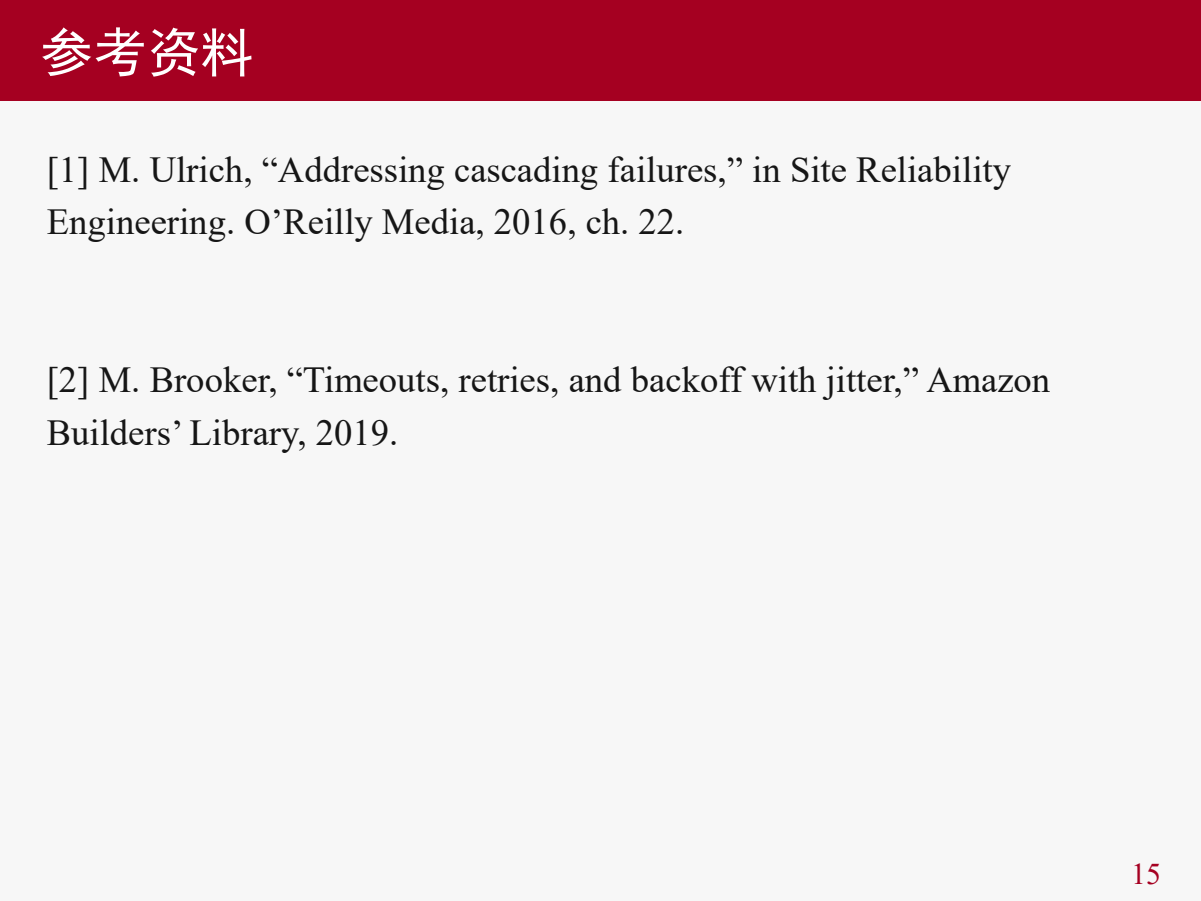 参考资料
[1] M. Ulrich, “Addressing cascading failures,” in Site Reliability
Engineering. O’Reilly Media, 2016, ch. 22.
[2] M. Brooker, “Timeouts, retries, and backoff with jitter,” Amazon
Builders’ Library, 2019.
15